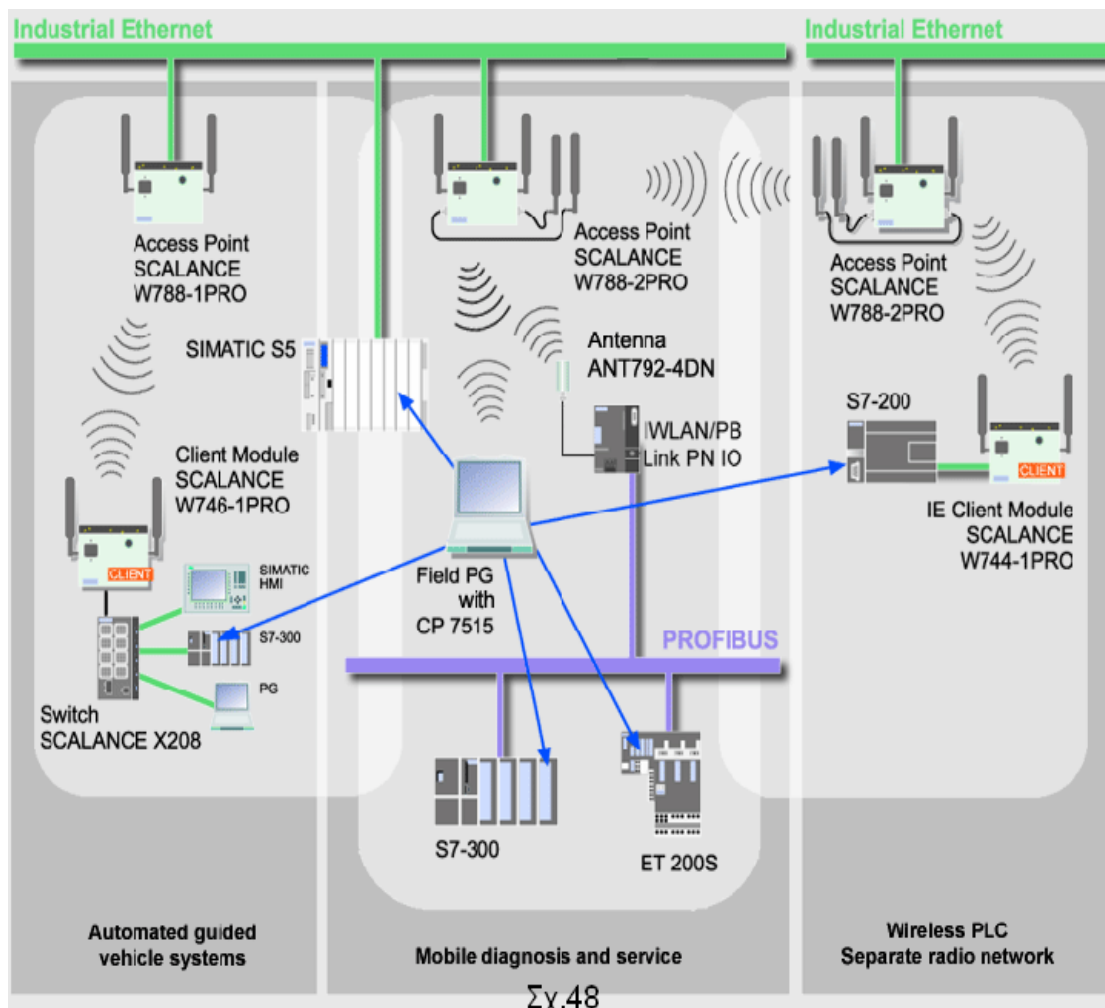 Industrial Ethernet
Industrial Ethernet
Access Point
SCALANCE
W788-1PRO
Access Point
SCALANCE
W788-2PRO
Access Point
SCALANCE
W788-2PRO
SIMATIC S5
Antenna
ANT792-4DN
S7-200
IWLAN/PB
Link PN IO
Client Module
SCALANCE
W746-1PRO
CLIENT
IE Client Module
SCALANCE
W744-1PRO
CLIENT
SIMATIC
HMI
S7-300
PG
Field PG
with
CP 7515
PROFIBUS
Switch
SCALANCE X208
S7-300
ET 200S
Automated guided
vehicle systems
Mobile diagnosis and service
Wireless PLC
Separate radio network
Σχ.48